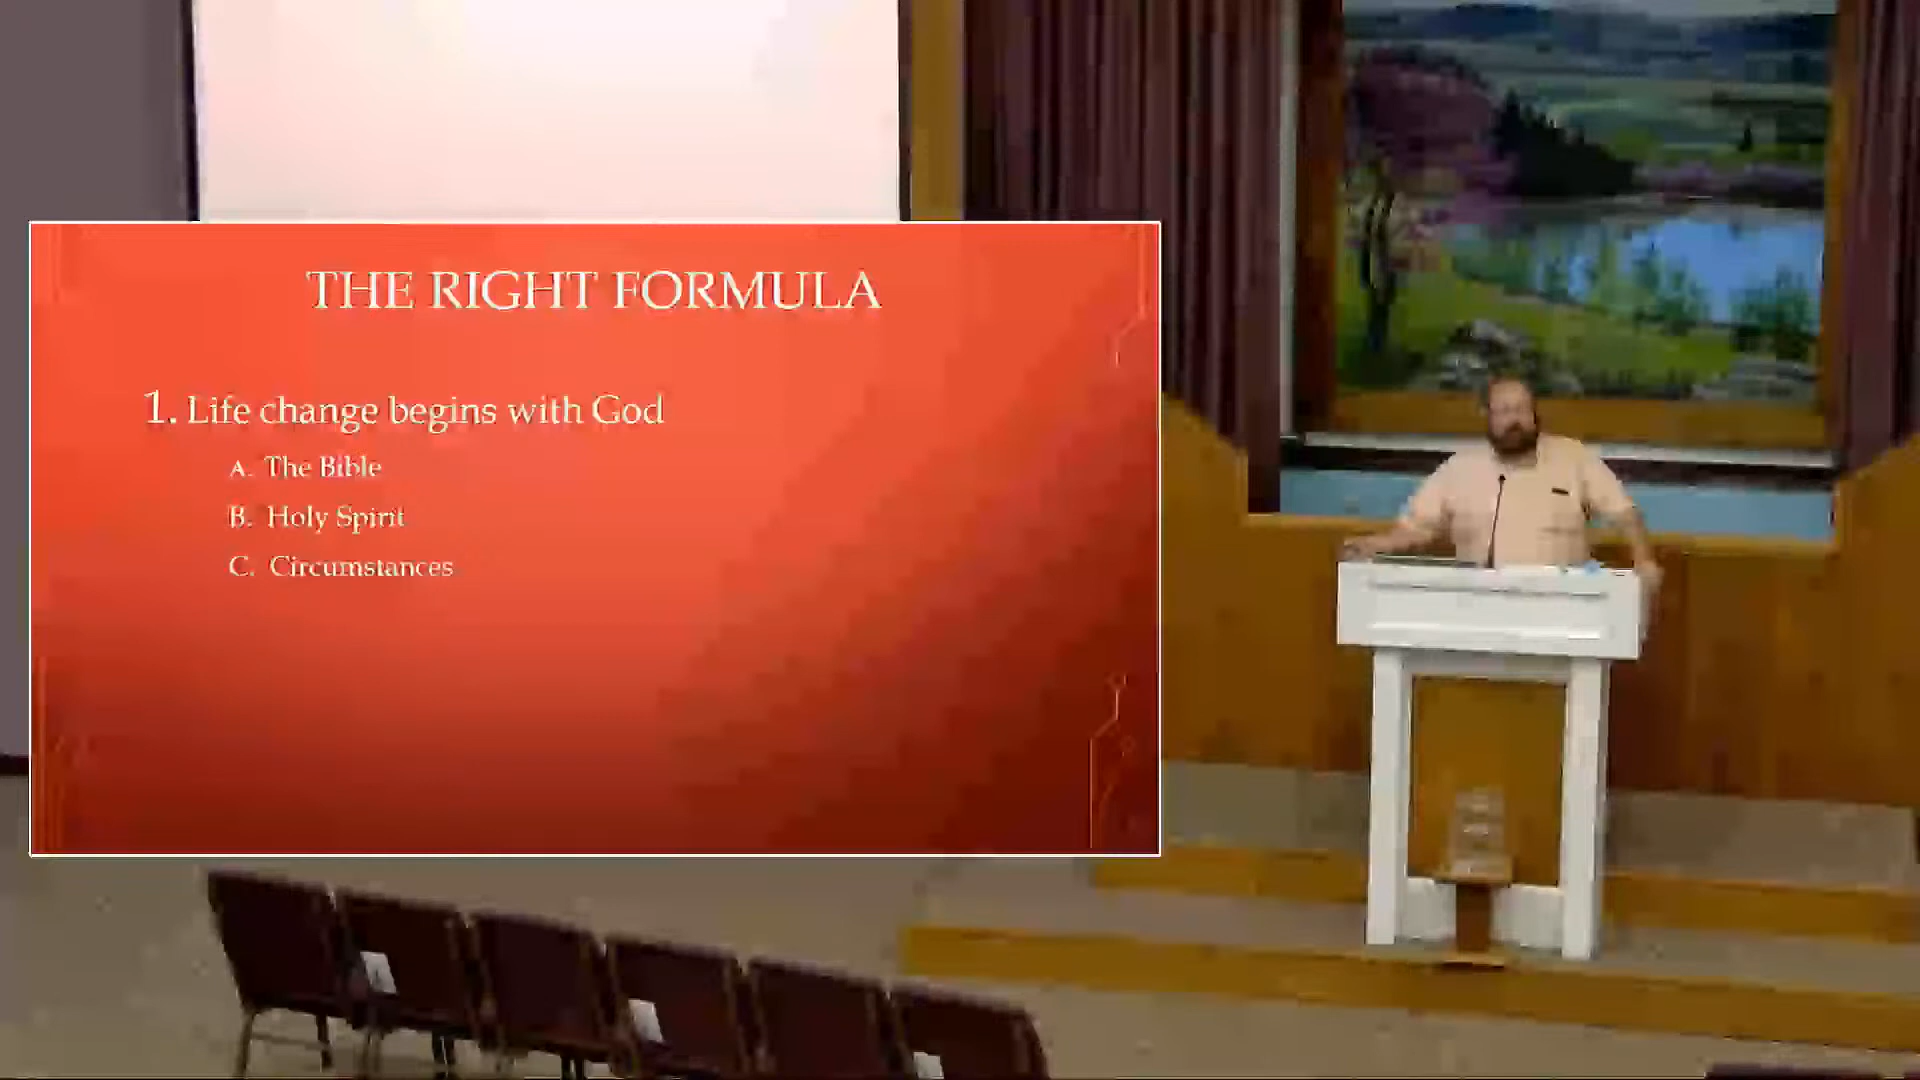 THE RIGHT FORMULA
1. Life change begins with God
A. The Bible
B. Holy Spirit
C. Circumstances